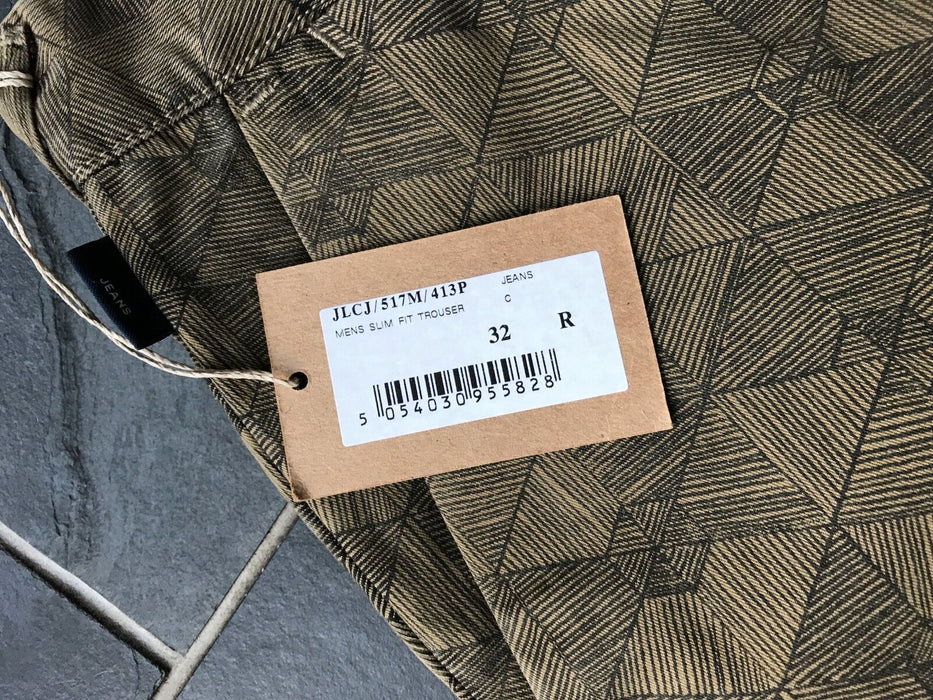 JEANS
JLCJ/517M/413P JEANS
MENS SLIM FIT TROUSER C
32 R
5 054030 955828